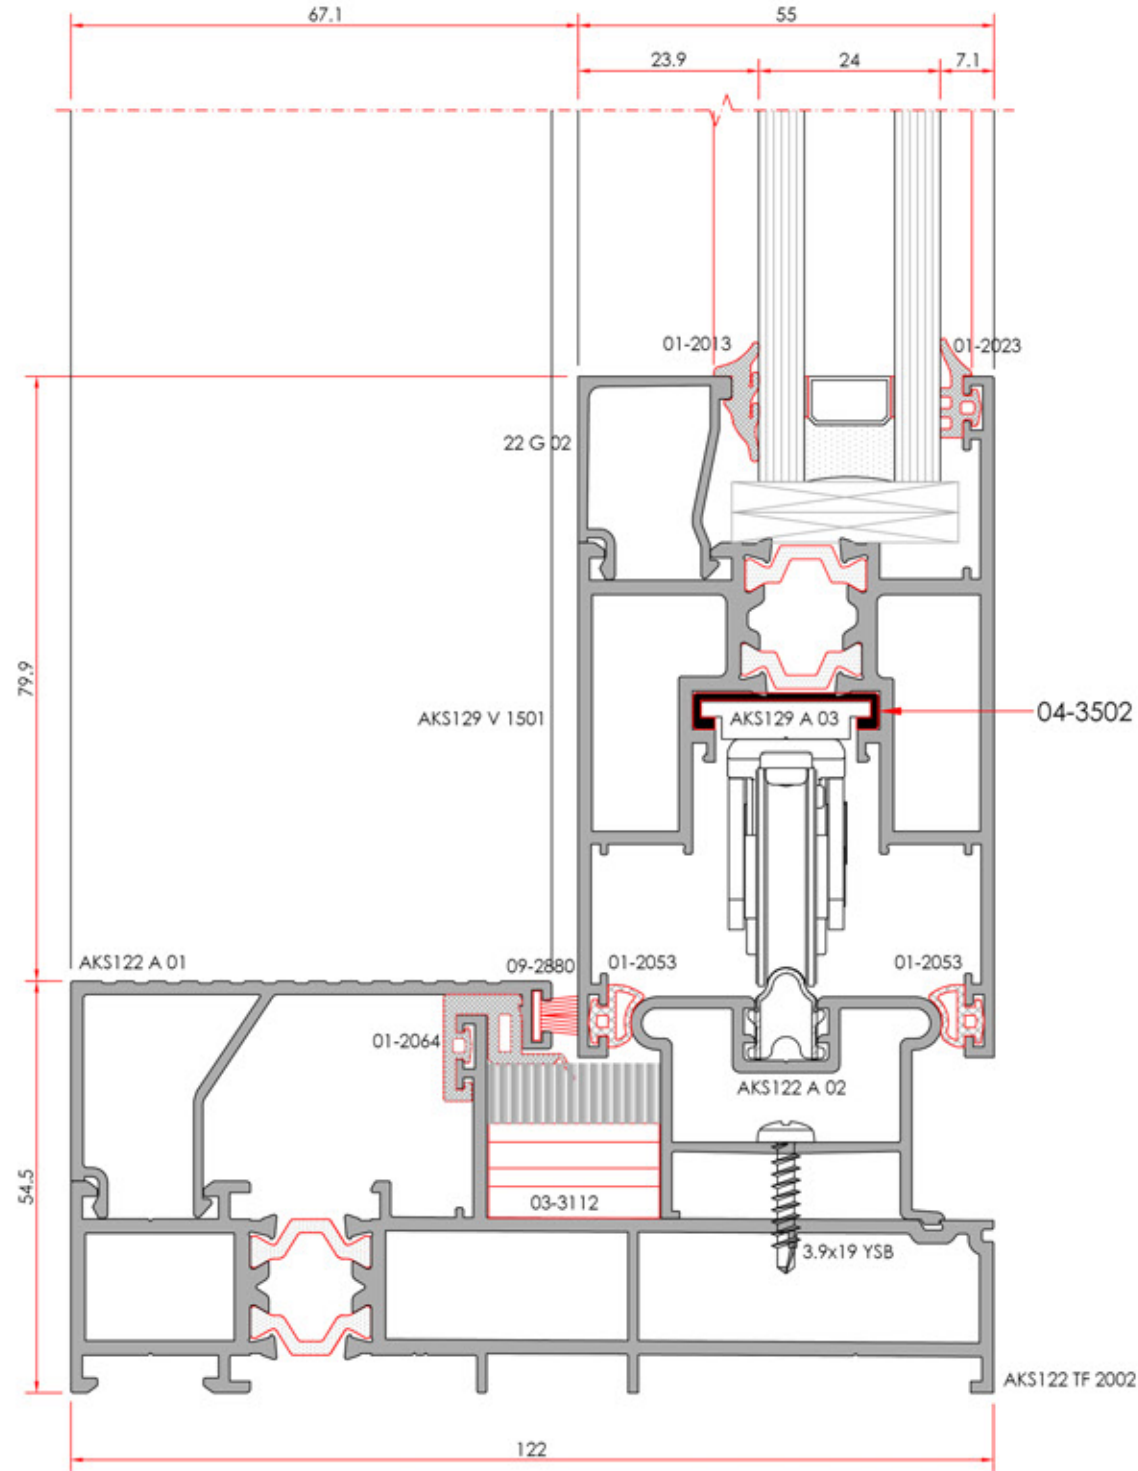 67.1
55
23.9
24
7.1
01-2013
01-2023
22 G 02
79.9
AKS129 V 1501
AKS129 A 03
04-3502
AKS122 A 01
09-2880
01-2053
01-2053
01-2064
AKS122 A 02
54.5
03-3112
3.9x19 YSB
AKS122 TF 2002
122